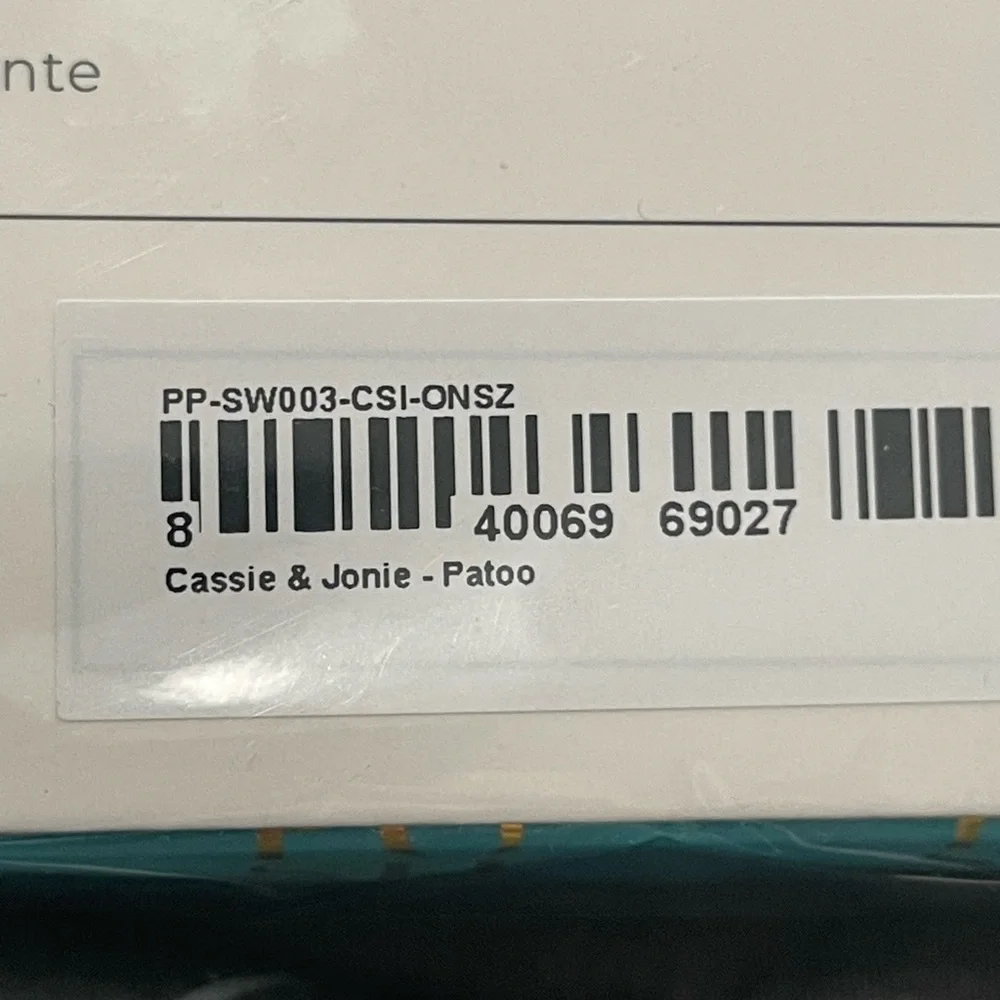 nte
PP-SW003-CSI-ONSZ
8 40069 69027
Cassie & Jonie - Patoo